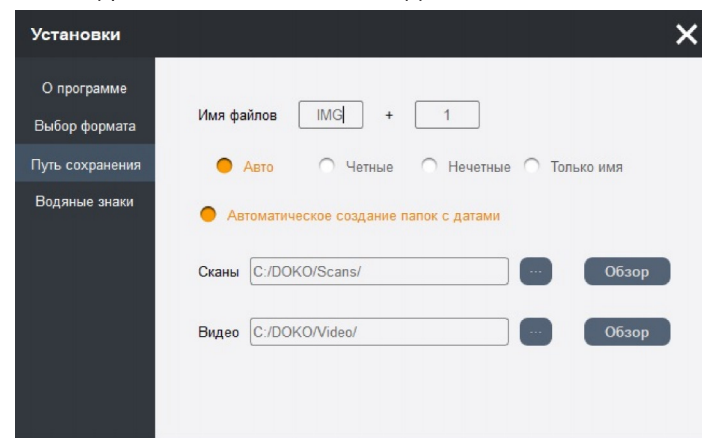 Установки
О программе
Выбор формата
Путь сохранения
Водяные знаки
Имя файлов IMG + 1
Авто Четные Нечетные Только имя
Автоматическое создание папок с датами
Сканы C:/DOKO/Scans/ ... Обзор
Видео C:/DOKO/Video/ ... Обзор